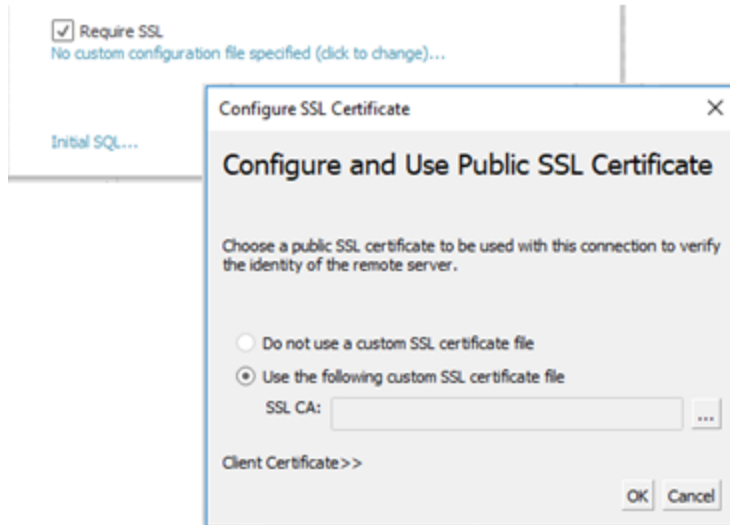 Require SSL
No custom configuration file specified (click to change)...
Initial SQL...
Configure SSL Certificate
Configure and Use Public SSL Certificate
Choose a public SSL certificate to be used with this connection to verify
the identity of the remote server.
Do not use a custom SSL certificate file
Use the following custom SSL certificate file
SSL CA:
...
Client Certificate>>
OK Cancel